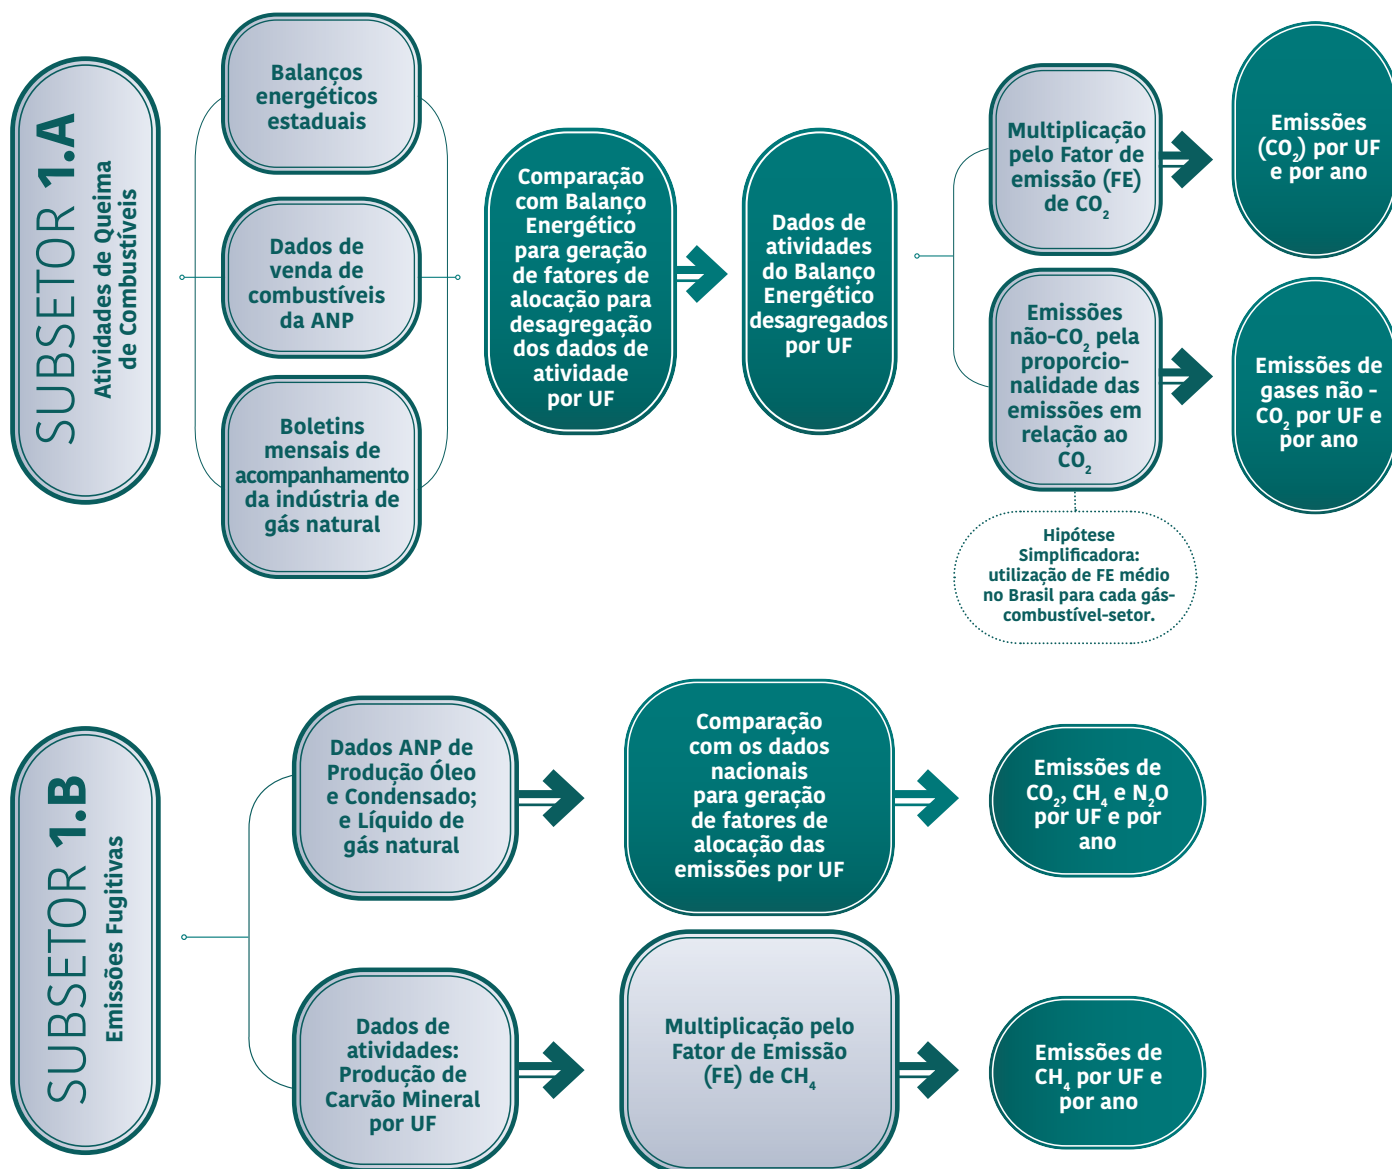 SUBSETOR 1.A
Atividades de Queima
de Combustíveis
Balanços
energéticos
estaduais
Dados de
venda de
combustíveis
da ANP
Boletins
mensais de
acompanhamento
da indústria de
gás natural
Comparação
com Balanço
Energético
para geração
de fatores de
alocação para
desagregação
dos dados de
atividade
por UF
Dados de
atividades
do Balanço
Energético
desagregados
por UF
Multiplicação
pelo Fator de
emissão (FE)
de CO₂
Emissões
(CO₂) por UF
e por ano
Emissões
não-CO₂ pela
proporcio-
nalidade das
emissões em
relação ao
CO₂
Emissões de
gases não -
CO₂ por UF e
por ano
Hipótese
Simplificadora:
utilização de FE médio
no Brasil para cada gás-
combustível-setor.
SUBSETOR 1.B
Emissões Fugitivas
Dados ANP de
Produção Óleo
e Condensado;
e Líquido de
gás natural
Comparação
com os dados
nacionais
para geração
de fatores de
alocação das
emissões por UF
Emissões de
CO₂, CH₄ e N₂O
por UF e por
ano
Dados de
atividades:
Produção de
Carvão Mineral
por UF
Multiplicação pelo
Fator de Emissão
(FE) de CH₄
Emissões de
CH₄ por UF e
por ano